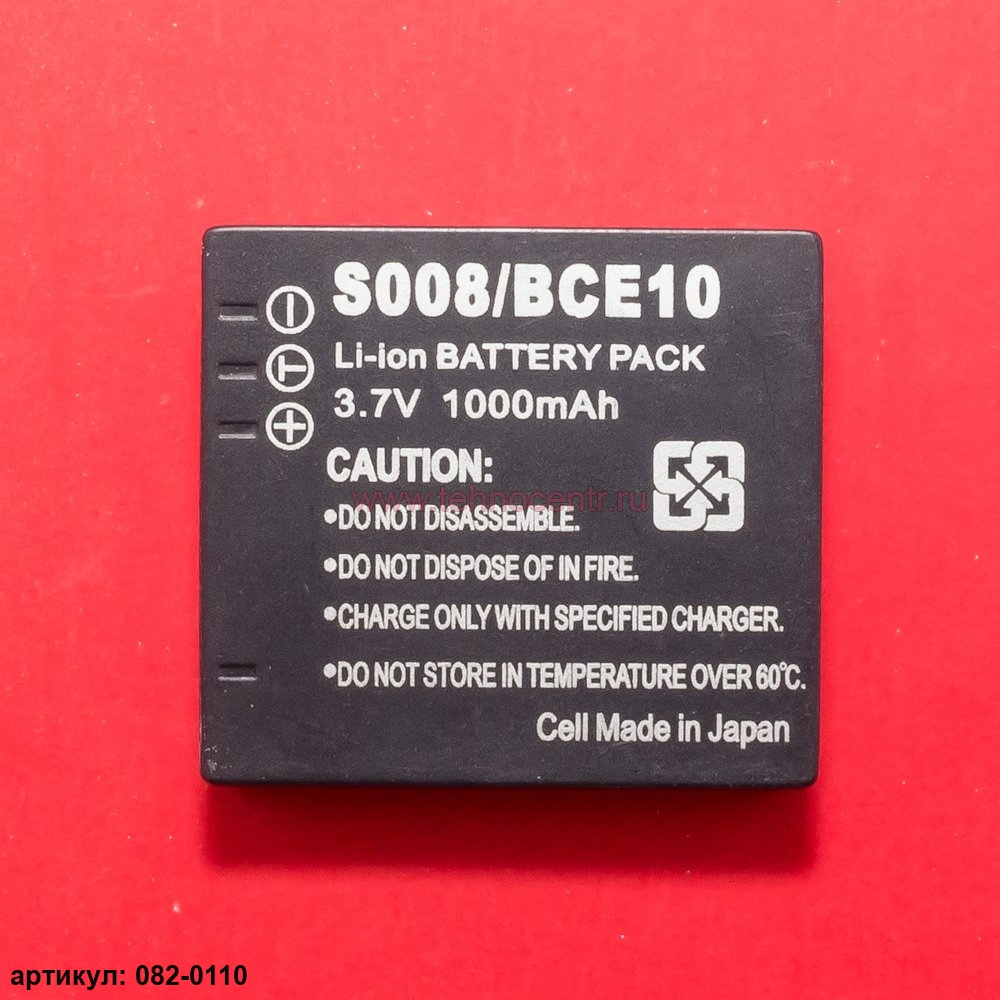 S008/BCE10
Li-ion BATTERY PACK
3.7V 1000mAh
CAUTION:
www.tehnocentr.ru
•DO NOT DISASSEMBLE.
•DO NOT DISPOSE OF IN FIRE.
•CHARGE ONLY WITH SPECIFIED CHARGER.
•DO NOT STORE IN TEMPERATURE OVER 60℃.
Cell Made in Japan
T
артикул: 082-0110